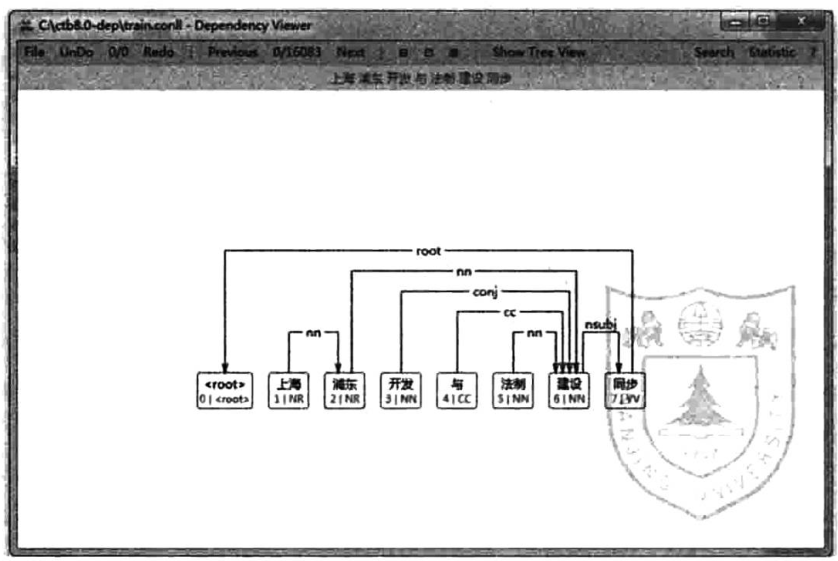 C:\ctb8.0-dep\train.conll - Dependency Viewer
File UnDo 0/0 Redo Previous 0/16083 Next Show Tree View Search Statistic ?
上海 浦东 开发 与 法制 建设 同步
root
nn
conj
cc
nn nn nsubj
<root> 上海 浦东 开发 与 法制 建设 同步
0 | <root> 1 | NR 2 | NR 3 | NN 4 | CC 5 | NN 6 | NN 7 | VV